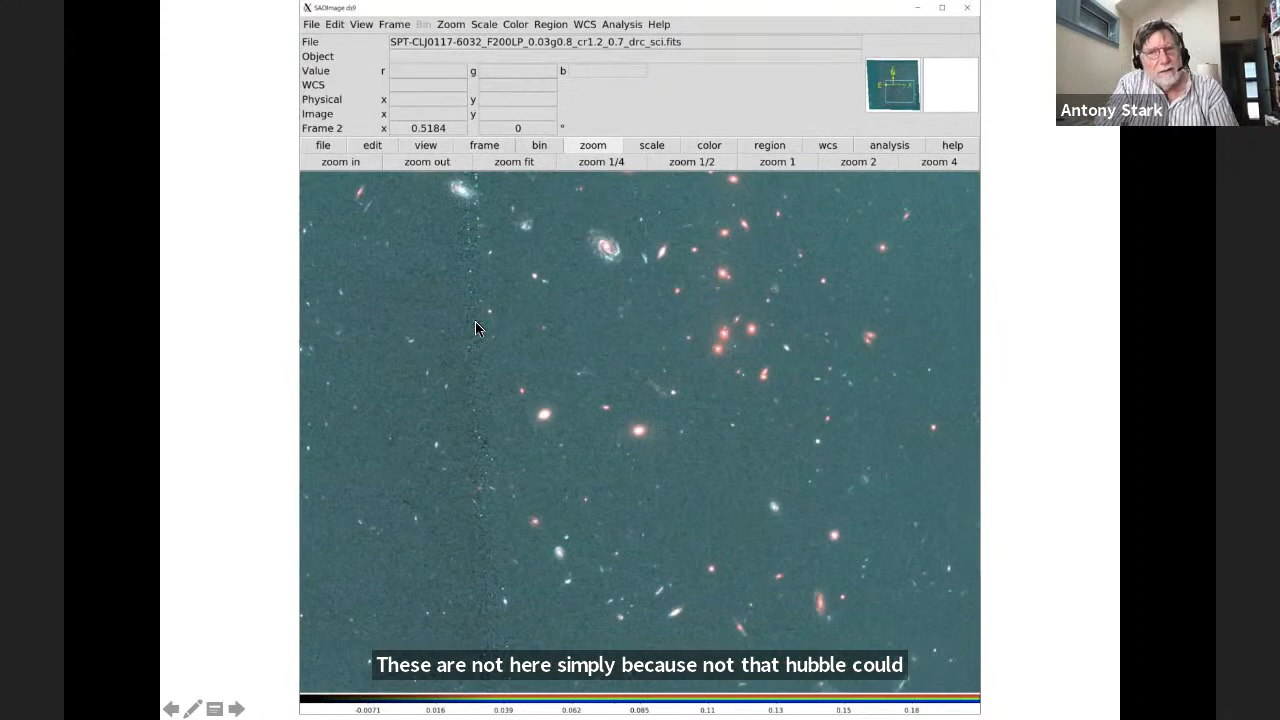 SAOImage ds9
File Edit View Frame Bin Zoom Scale Color Region WCS Analysis Help
File SPT-CLJ0117-6032_F200LP_0.03g0.8_cr1.2_0.7_drc_sci.fits
Object
Value r g b
WCS
Physical x y
Image x y
Frame 2 x 0.5184 0 °
file edit view frame bin zoom scale color region wcs analysis help
zoom in zoom out zoom fit zoom 1/4 zoom 1/2 zoom 1 zoom 2 zoom 4
Antony Stark
These are not here simply because not that hubble could
-0.0071 0.016 0.039 0.062 0.085 0.11 0.13 0.15 0.18